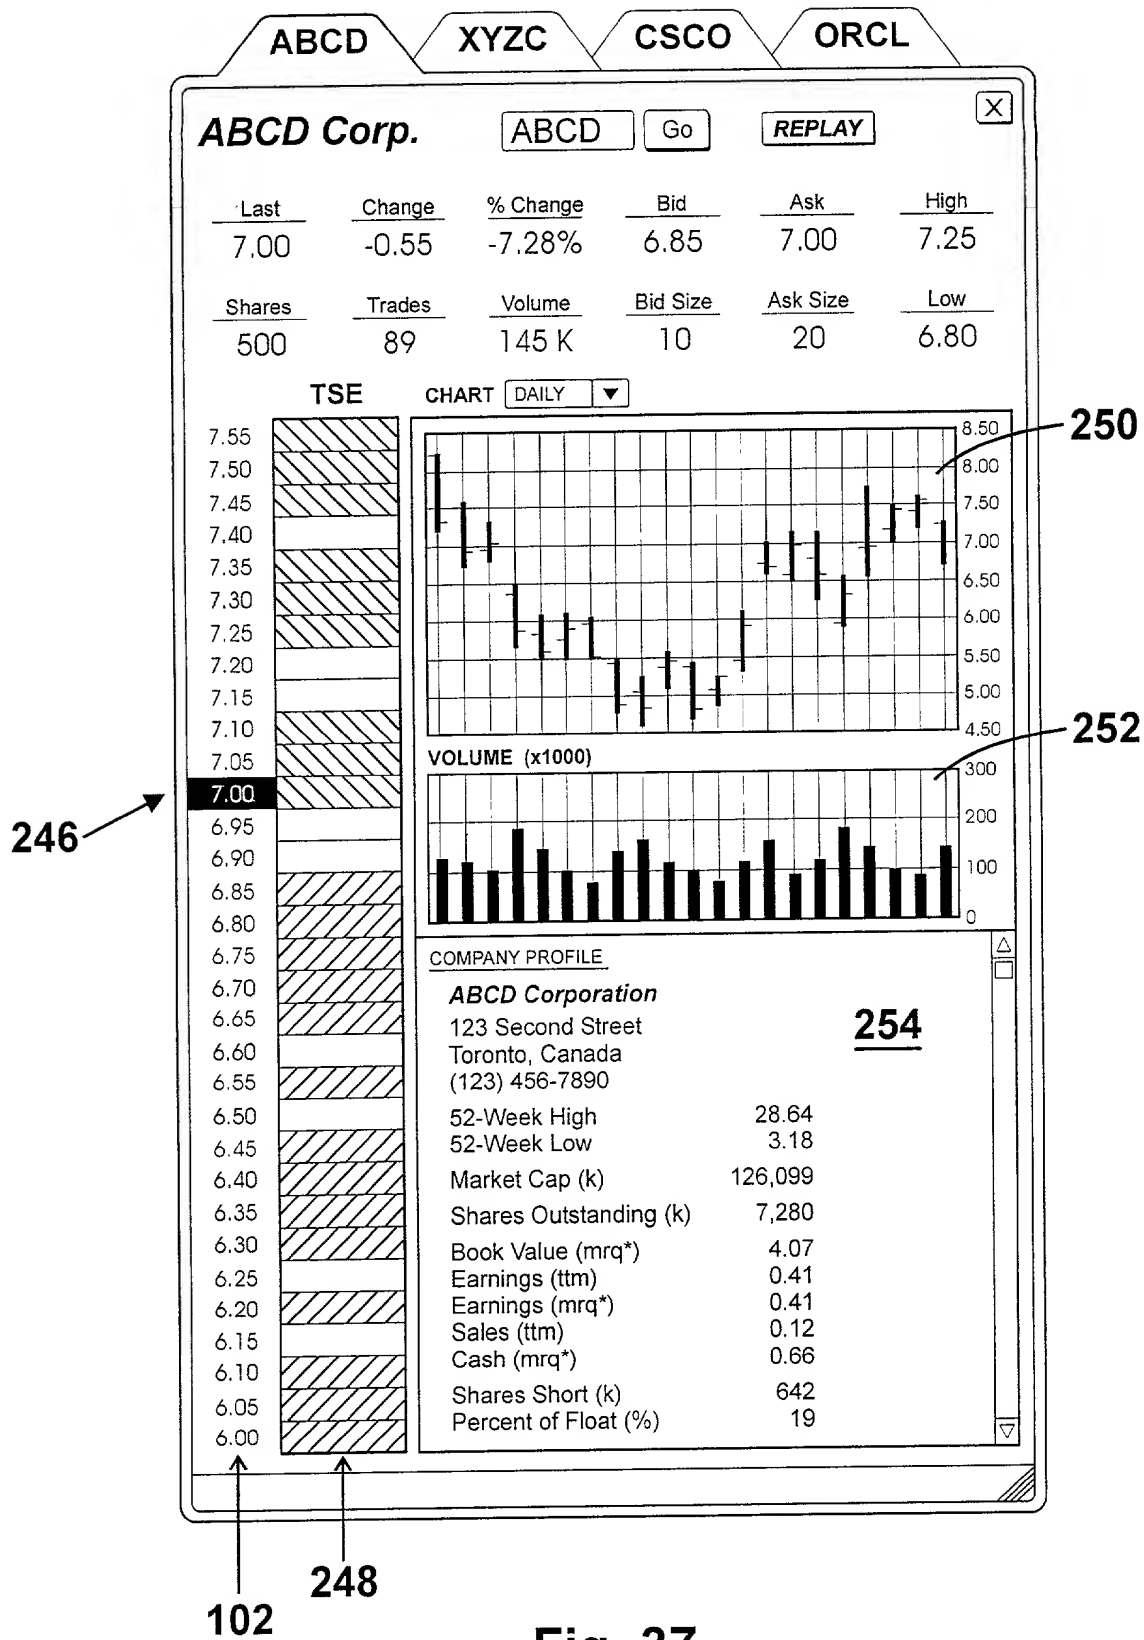 ABCD XYZC CSCO ORCL
X
ABCD Corp. ABCD Go REPLAY
Last Change % Change Bid Ask High
7.00 -0.55 -7.28% 6.85 7.00 7.25
Shares Trades Volume Bid Size Ask Size Low
500 89 145 K 10 20 6.80
TSE CHART DAILY
7.55
7.50
7.45
7.40
7.35
7.30
7.25
7.20
7.15
7.10
7.05
7.00
6.95
6.90
6.85
6.80
6.75
6.70
6.65
6.60
6.55
6.50
6.45
6.40
6.35
6.30
6.25
6.20
6.15
6.10
6.05
6.00
8.50
8.00
7.50
7.00
6.50
6.00
5.50
5.00
4.50
250
VOLUME (x1000)
252
300
200
100
0
246
COMPANY PROFILE
ABCD Corporation
123 Second Street
Toronto, Canada
(123) 456-7890
254
52-Week High 28.64
52-Week Low 3.18
Market Cap (k) 126,099
Shares Outstanding (k) 7,280
Book Value (mrq*) 4.07
Earnings (ttm) 0.41
Earnings (mrq*) 0.41
Sales (ttm) 0.12
Cash (mrq*) 0.66
Shares Short (k) 642
Percent of Float (%) 19
248
102
Fig. 37